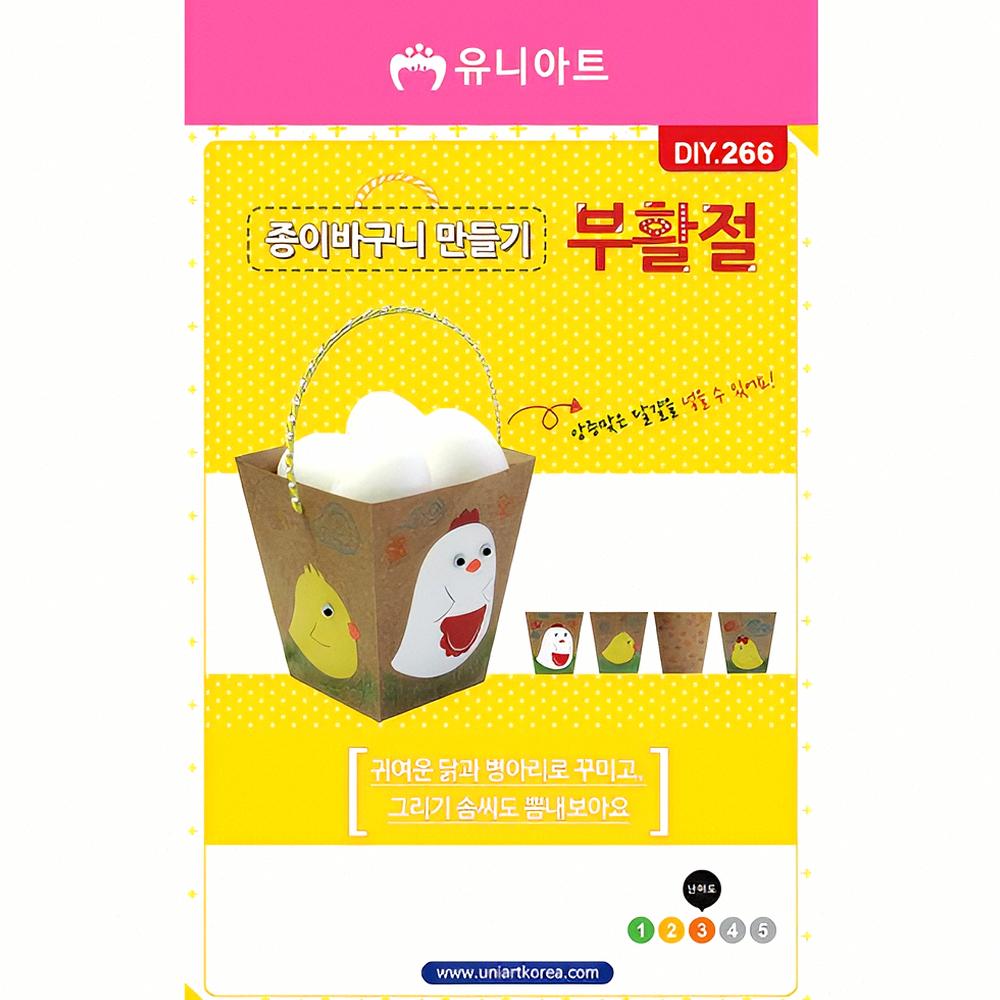 유니아트
DIY.266
종이바구니 만들기 부활절
앙증맞은 달걀을 넣을 수 있어요!
귀여운 닭과 병아리로 꾸미고,
그리기 솜씨도 뽐내보아요
난이도
1 2 3 4 5
www.uniartkorea.com